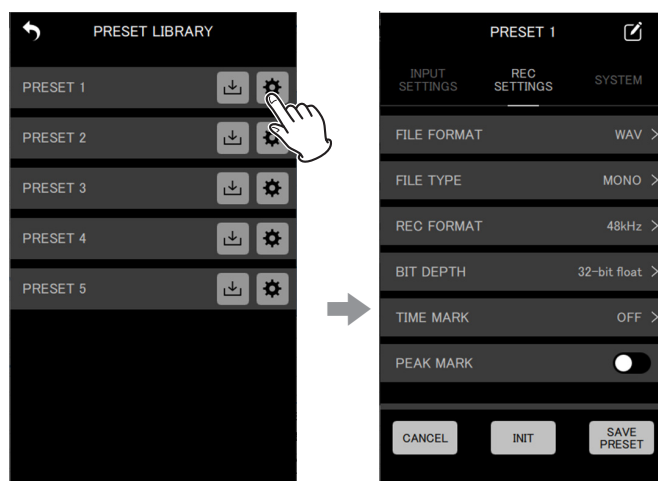 PRESET LIBRARY
PRESET 1
PRESET 2
PRESET 3
PRESET 4
PRESET 5
PRESET 1
INPUT
SETTINGS
REC
SETTINGS
SYSTEM
FILE FORMAT WAV
FILE TYPE MONO
REC FORMAT 48kHz
BIT DEPTH 32-bit float
TIME MARK OFF
PEAK MARK
CANCEL
INIT
SAVE
PRESET